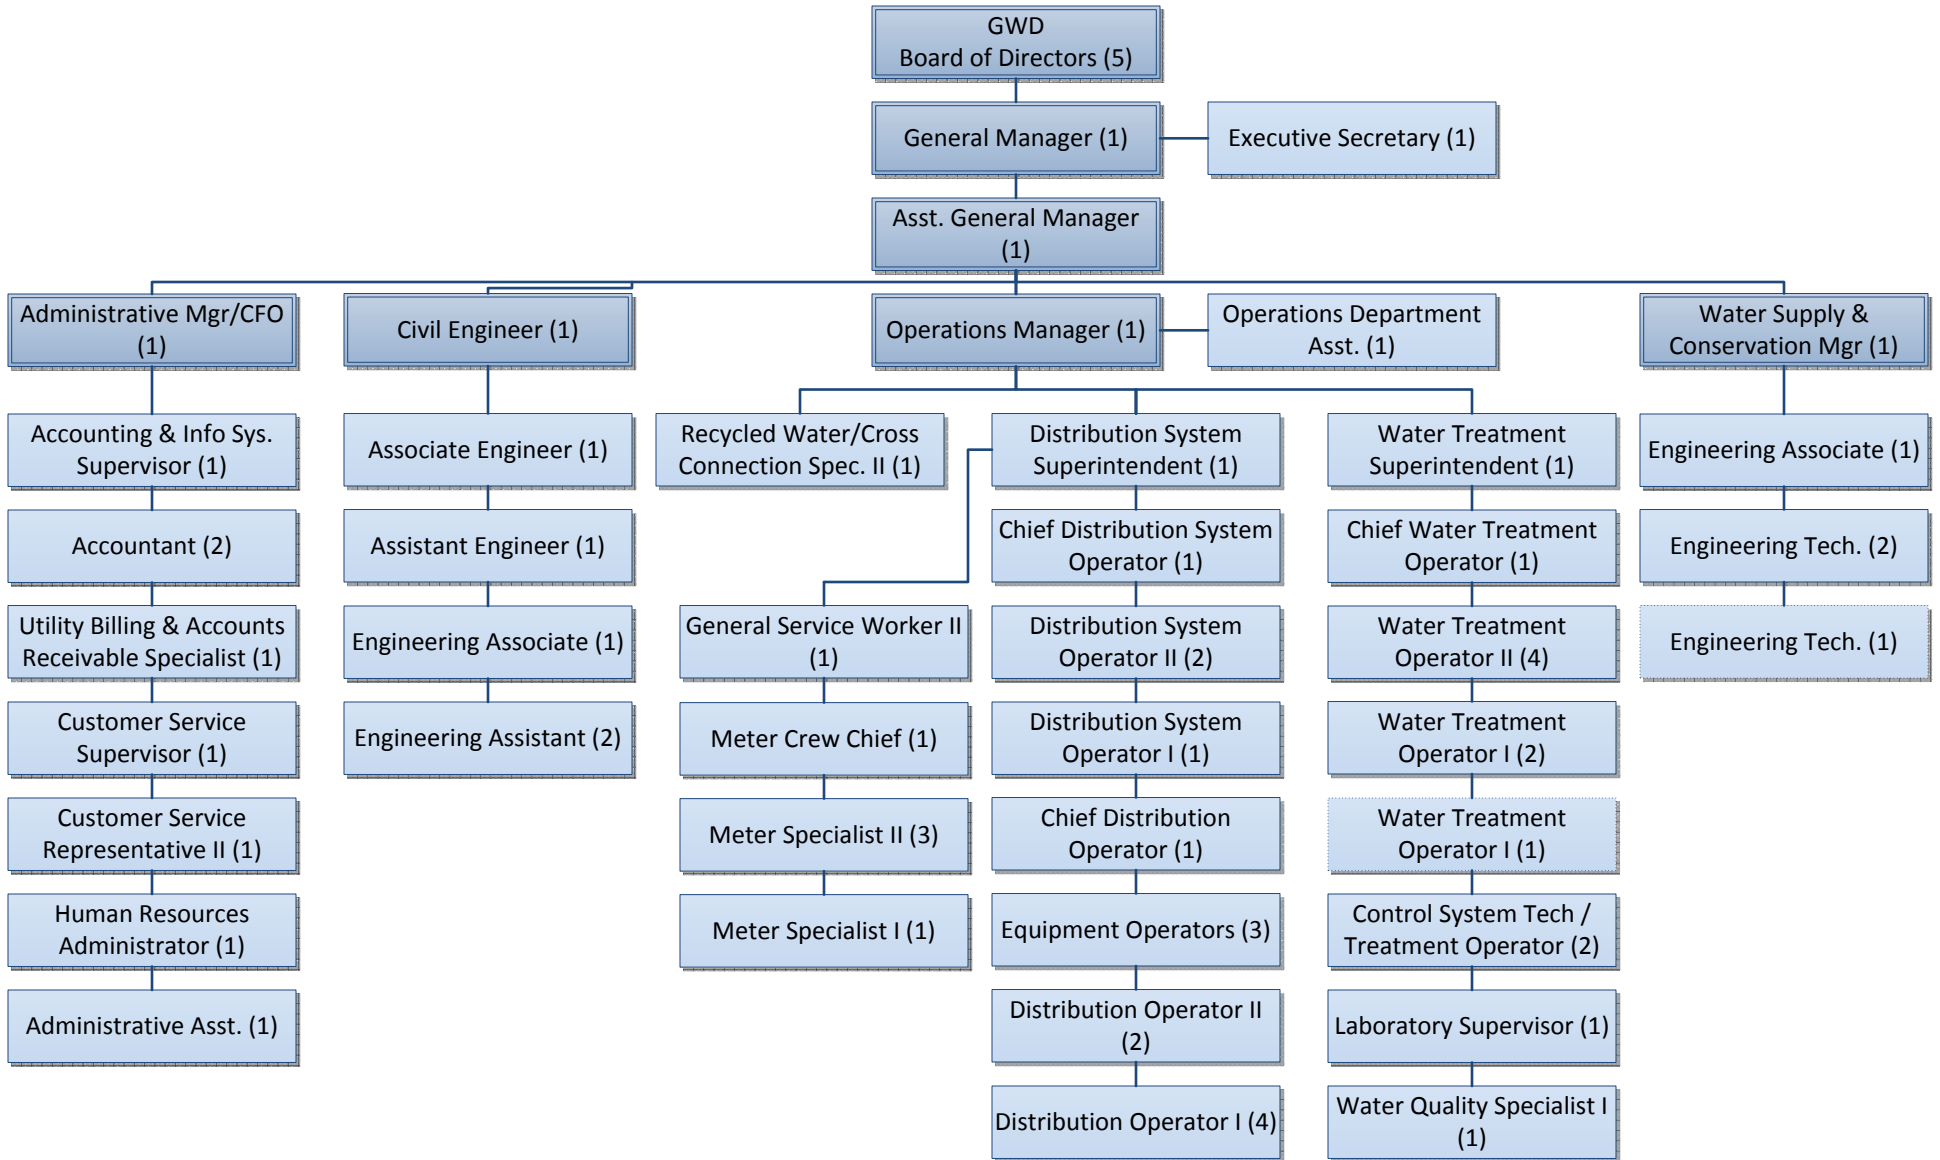 GWD
Board of Directors (5)
General Manager (1)
Executive Secretary (1)
Asst. General Manager
(1)
Administrative Mgr/CFO
(1)
Civil Engineer (1)
Operations Manager (1)
Operations Department
Asst. (1)
Water Supply &
Conservation Mgr (1)
Accounting & Info Sys.
Supervisor (1)
Accountant (2)
Utility Billing & Accounts
Receivable Specialist (1)
Customer Service
Supervisor (1)
Customer Service
Representative II (1)
Human Resources
Administrator (1)
Administrative Asst. (1)
Associate Engineer (1)
Assistant Engineer (1)
Engineering Associate (1)
Engineering Assistant (2)
Recycled Water/Cross
Connection Spec. II (1)
General Service Worker II
(1)
Meter Crew Chief (1)
Meter Specialist II (3)
Meter Specialist I (1)
Distribution System
Superintendent (1)
Chief Distribution System
Operator (1)
Distribution System
Operator II (2)
Distribution System
Operator I (1)
Chief Distribution
Operator (1)
Equipment Operators (3)
Distribution Operator II
(2)
Distribution Operator I (4)
Water Treatment
Superintendent (1)
Chief Water Treatment
Operator (1)
Water Treatment
Operator II (4)
Water Treatment
Operator I (2)
Water Treatment
Operator I (1)
Control System Tech /
Treatment Operator (2)
Laboratory Supervisor (1)
Water Quality Specialist I
(1)
Engineering Associate (1)
Engineering Tech. (2)
Engineering Tech. (1)